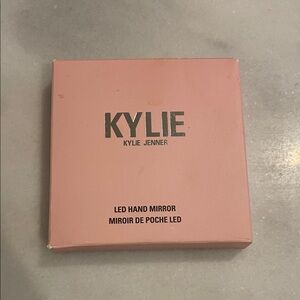 KYLIE
KYLIE JENNER
LED HAND MIRROR
MIROIR DE POCHE LED